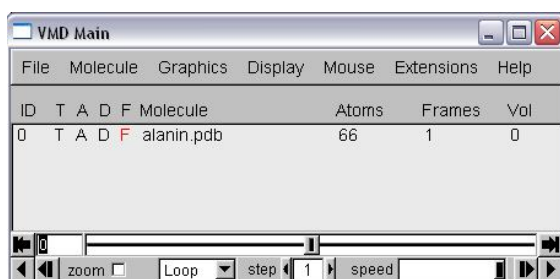 VMD Main
File Molecule Graphics Display Mouse Extensions Help
ID T A D F Molecule Atoms Frames Vol
0 T A D F alanin.pdb 66 1 0
0
zoom Loop step 1 speed